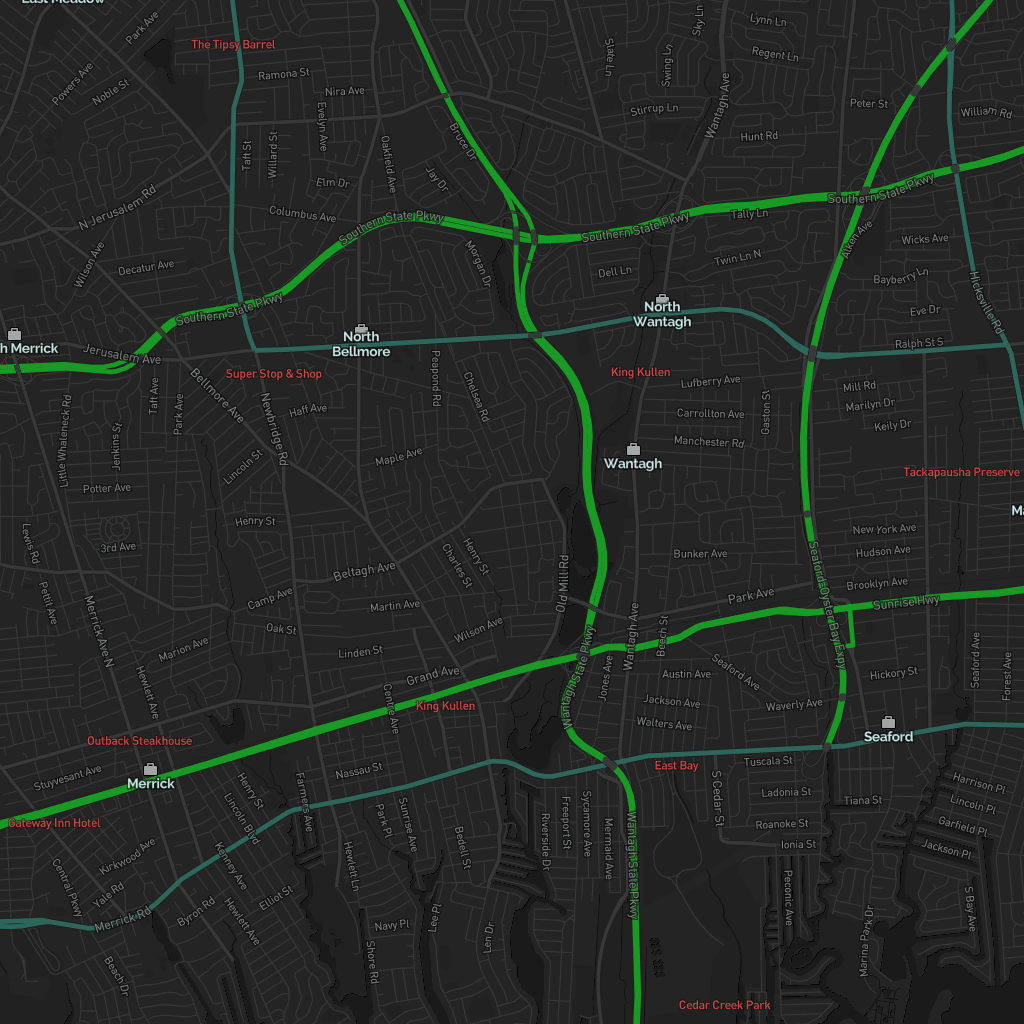 East Meadow
Park Ave
The Tipsy Barrel
Powers Ave
Noble St
Ramona St
Nira Ave
Evelyn Ave
Taft St
Willard St
Oakfield Ave
Bruce Dr
Jay Dr
Elm Dr
Columbus Ave
N Jerusalem Rd
Wilson Ave
Decatur Ave
Southern State Pkwy
Southern State Pkwy
Morgan Dr
State Ln
Sky Ln
Swing Ln
Lynn Ln
Regent Ln
Stirrup Ln
Wantagh Ave
Hunt Rd
Peter St
William Rd
Southern State Pkwy
Tally Ln
Southern State Pkwy
Alken Ave
Wicks Ave
Twin Ln N
Dell Ln
Bayberry Ln
Hicksville Rd
Eve Dr
Ralph St S
North
Wantagh
North
Bellmore
h Merrick
Jerusalem Ave
Super Stop & Shop
King Kullen
Bellmore Ave
Taft Ave
Park Ave
Little Whaleneck Rd
Jenkins St
Newbridge Rd
Haff Ave
Peapond Rd
Chelsea Rd
Lufberry Ave
Gaston St
Mill Rd
Marilyn Dr
Carrollton Ave
Keily Dr
Manchester Rd
Wantagh
Maple Ave
Lincoln St
Potter Ave
Tackapausha Preserve
Ma
Henry St
3rd Ave
Lewis Rd
Pettit Ave
Beltagh Ave
Camp Ave
Henry St
Charles St
Old Mill Rd
New York Ave
Hudson Ave
Bunker Ave
Brooklyn Ave
Park Ave
Sunrise Hwy
Seaford-Oyster Bay Expy
Merrick Ave N
Martin Ave
Wilson Ave
Oak St
Marion Ave
Linden St
Grand Ave
Wantagh Ave
Beech St
Wantagh State Pkwy
Jones Ave
Austin Ave
Seaford Ave
Hickory St
Seaford Ave
Forest Ave
Hewlett Ave
Centre Ave
King Kullen
Jackson Ave
Waverly Ave
Walters Ave
Seaford
Outback Steakhouse
Stuyvesant Ave
Merrick
Nassau St
East Bay
Tuscala St
Harrison Pl
Lincoln Pl
Garfield Pl
Jackson Pl
Ladonia St
Tiana St
S Cedar St
Roanoke St
Ionia St
Gateway Inn Hotel
Henry St
Lincoln Blvd
Farmers Ave
Park Pl
Sunrise Ave
Bedell St
Riverside Dr
Freeport St
Sycamore Ave
Mermaid Ave
Wantagh State Pkwy
Kirkwood Ave
Kenney Ave
Hewlett Ln
Central Pkwy
Yale Rd
Merrick Rd
Byron Rd
Hewlett Ave
Elliot St
Navy Pl
Lee Pl
Len Dr
Shore Rd
Beach Dr
Peconic Ave
Marina Park Dr
S Bay Ave
Cedar Creek Park